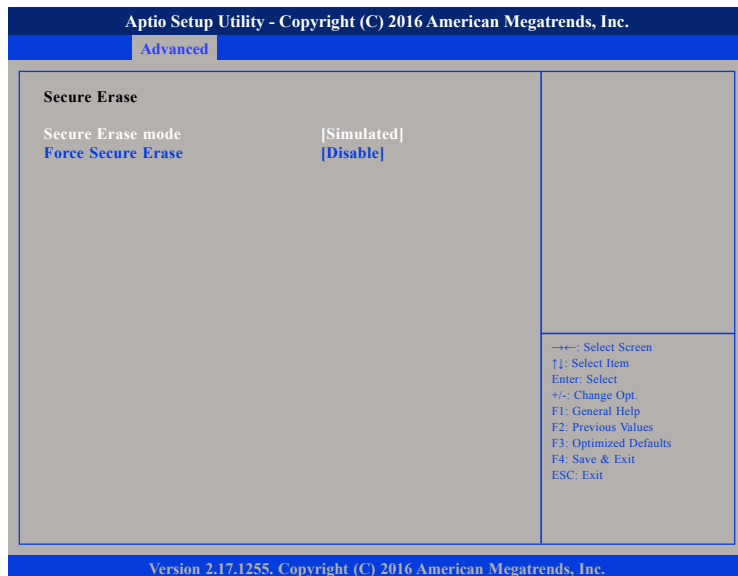 Aptio Setup Utility - Copyright (C) 2016 American Megatrends, Inc.
Advanced
Secure Erase
Secure Erase mode [Simulated]
Force Secure Erase [Disable]
→←: Select Screen
↑↓: Select Item
Enter: Select
+/-: Change Opt.
F1: General Help
F2: Previous Values
F3: Optimized Defaults
F4: Save & Exit
ESC: Exit
Version 2.17.1255. Copyright (C) 2016 American Megatrends, Inc.